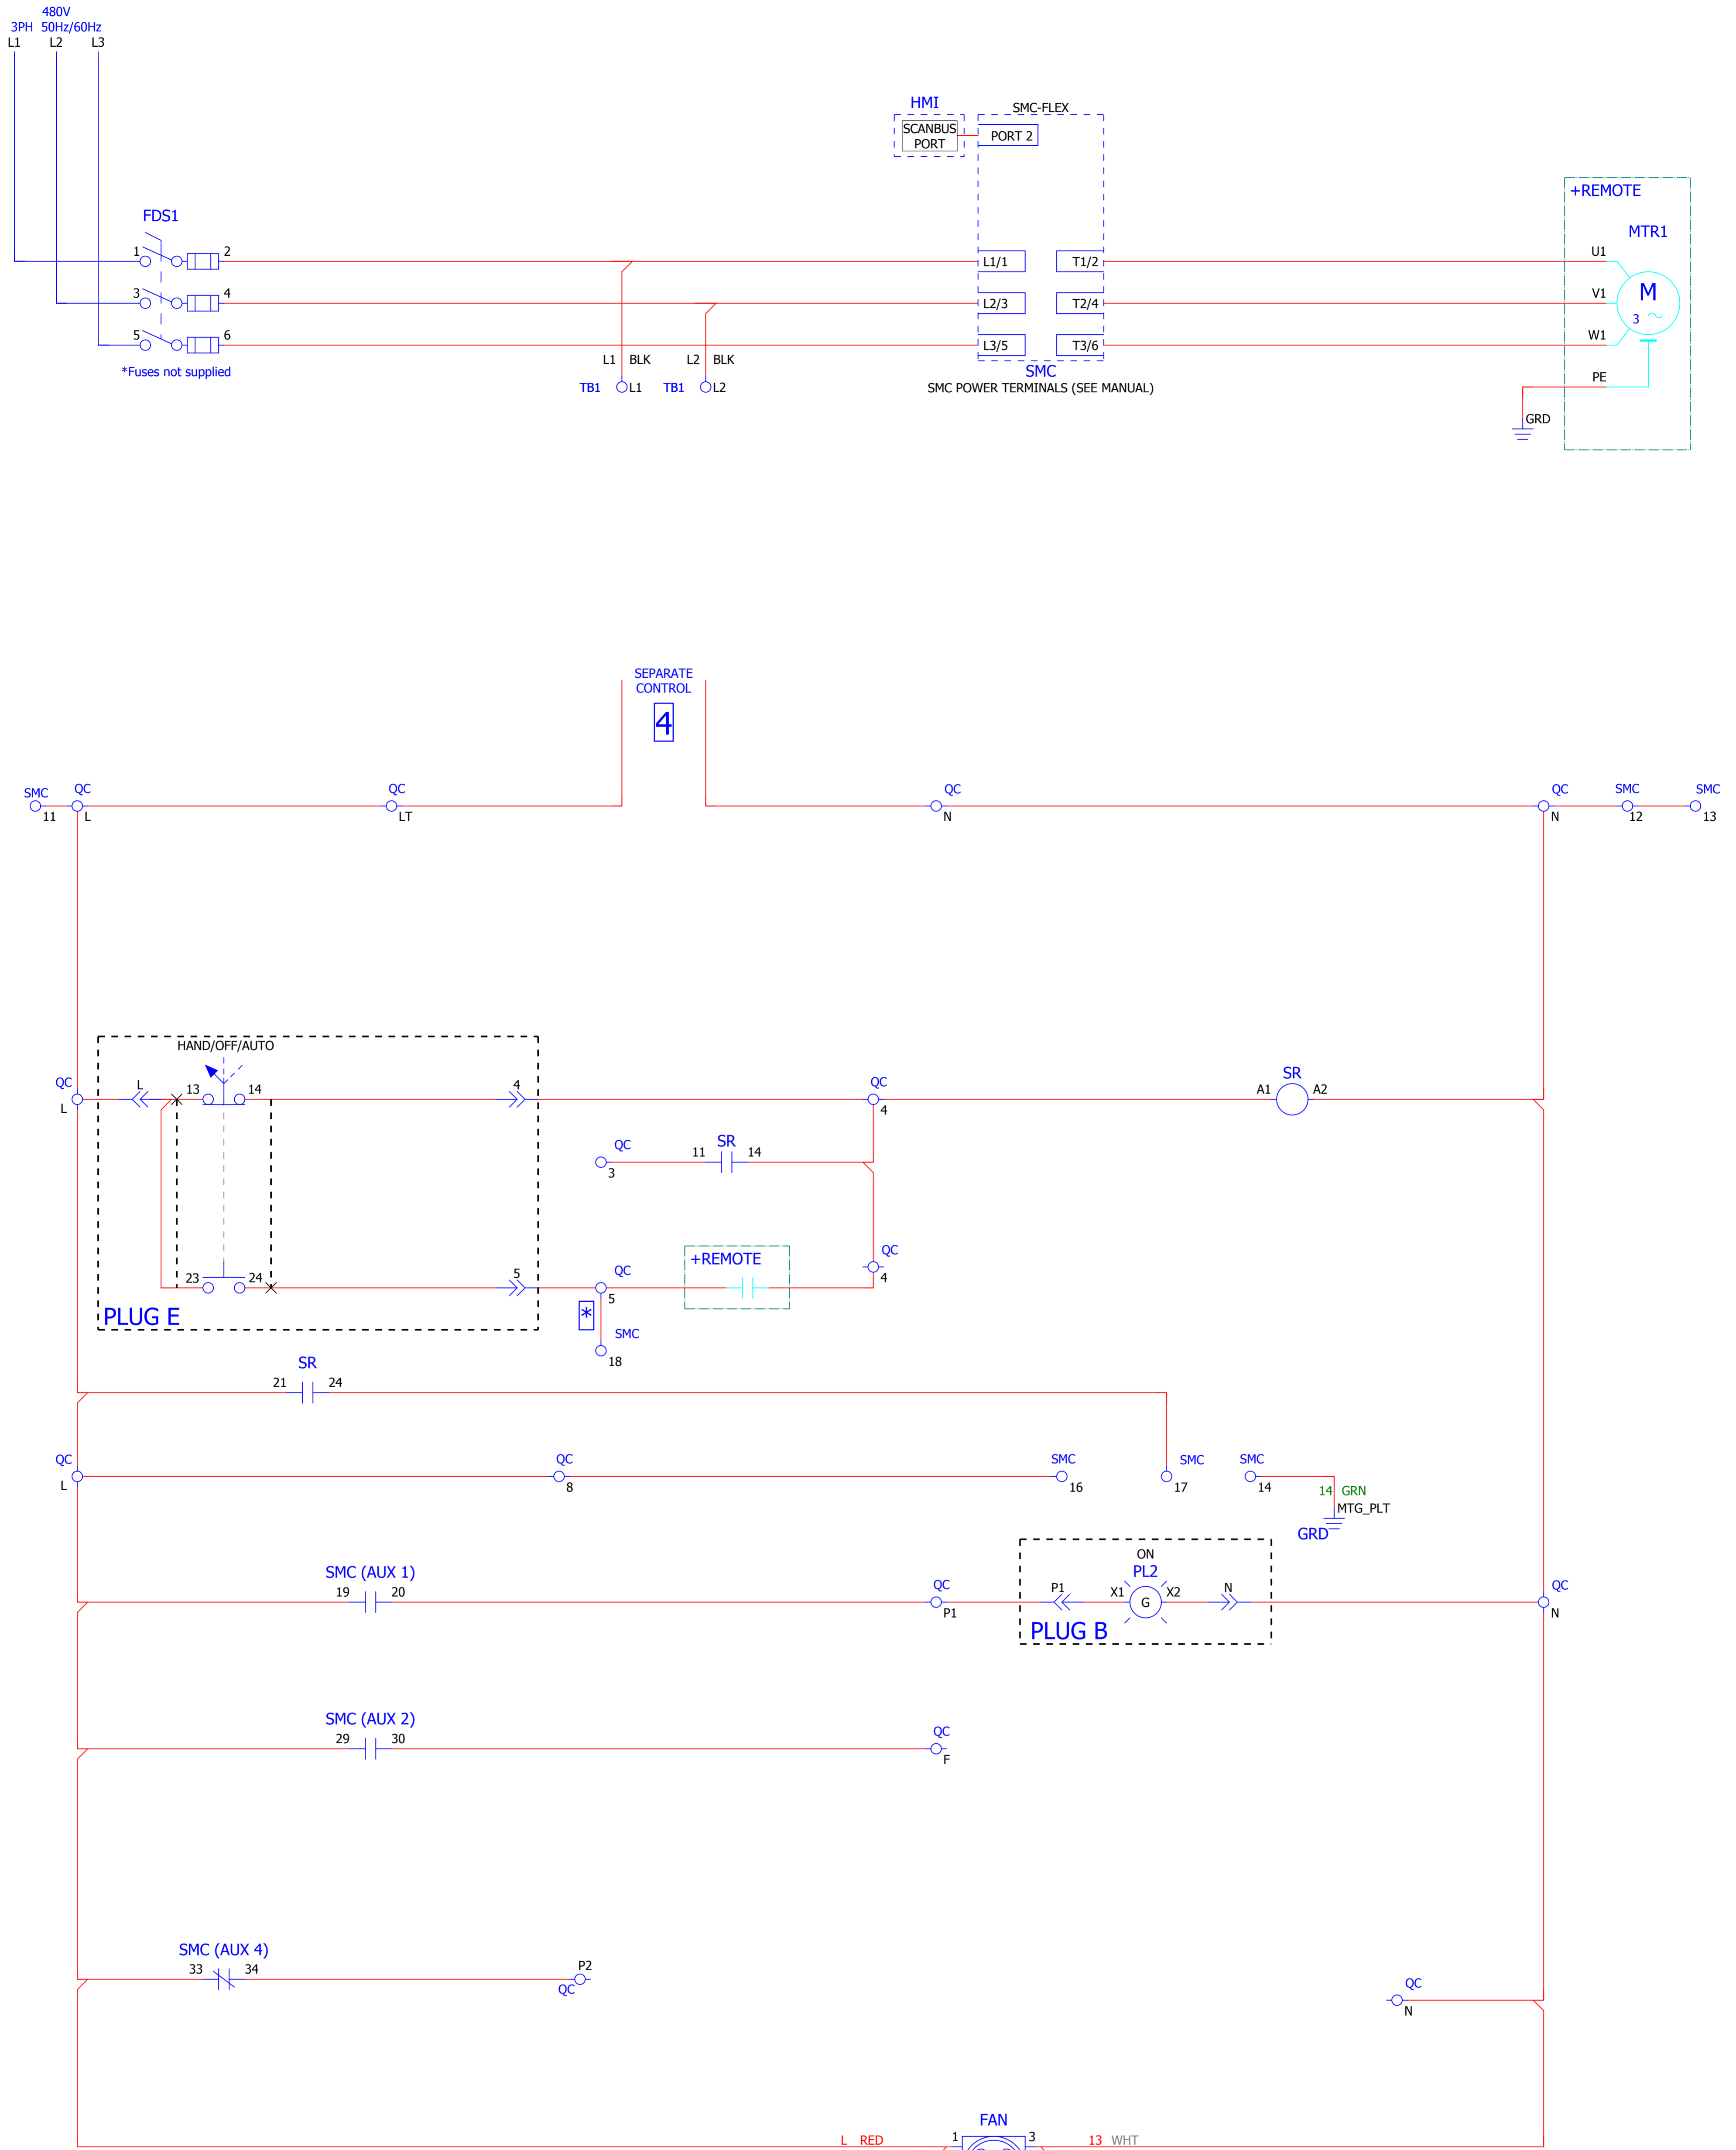 480V
3PH 50Hz/60Hz
L1 L2 L3
HMI
SCANBUS
PORT
SMC-FLEX
PORT 2
+REMOTE
MTR1
FDS1
1 2
L1/1 T1/2
U1
3 4
L2/3 T2/4
V1
M
3
5 6
L3/5 T3/6
W1
*Fuses not supplied
L1 BLK L2 BLK
TB1 L1 TB1 L2
SMC
SMC POWER TERMINALS (SEE MANUAL)
PE
GRD
SEPARATE
CONTROL
4
SMC QC QC QC QC SMC SMC
11 L LT N N 12 13
HAND/OFF/AUTO
QC L 13 14 4 QC SR
L 4 A1 A2
QC 11 SR 14
3
+REMOTE
QC
4
23 24 5 QC
5
PLUG E
*
SMC
18
SR
21 24
QC QC SMC SMC SMC
L 8 16 17 14
14 GRN
MTG_PLT
GRD
ON
SMC (AUX 1)
19 20
QC
P1
P1 X1 PL2 X2 N
G
PLUG B
QC
N
SMC (AUX 2)
29 30
QC
F
SMC (AUX 4)
33 34
P2
QC
QC
N
FAN
L RED 1 3 13 WHT